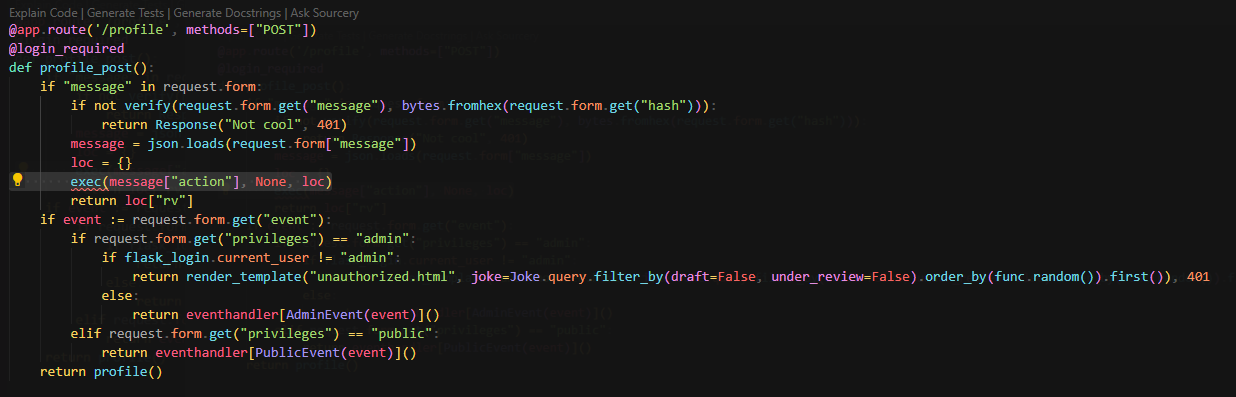 Explain Code | Generate Tests | Generate Docstrings | Ask Sourcery
@app.route('/profile', methods=["POST"])
@login_required
def profile_post():
    if "message" in request.form:
        if not verify(request.form.get("message"), bytes.fromhex(request.form.get("hash"))):
            return Response("Not cool", 401)
        message = json.loads(request.form["message"])
        loc = {}
        exec(message["action"], None, loc)
        return loc["rv"]
    if event := request.form.get("event"):
        if request.form.get("privileges") == "admin":
            if flask_login.current_user != "admin":
                return render_template("unauthorized.html", joke=Joke.query.filter_by(draft=False, under_review=False).order_by(func.random()).first()), 401
            else:
                return eventhandler[AdminEvent(event)]()
        elif request.form.get("privileges") == "public":
            return eventhandler[PublicEvent(event)]()
    return profile()